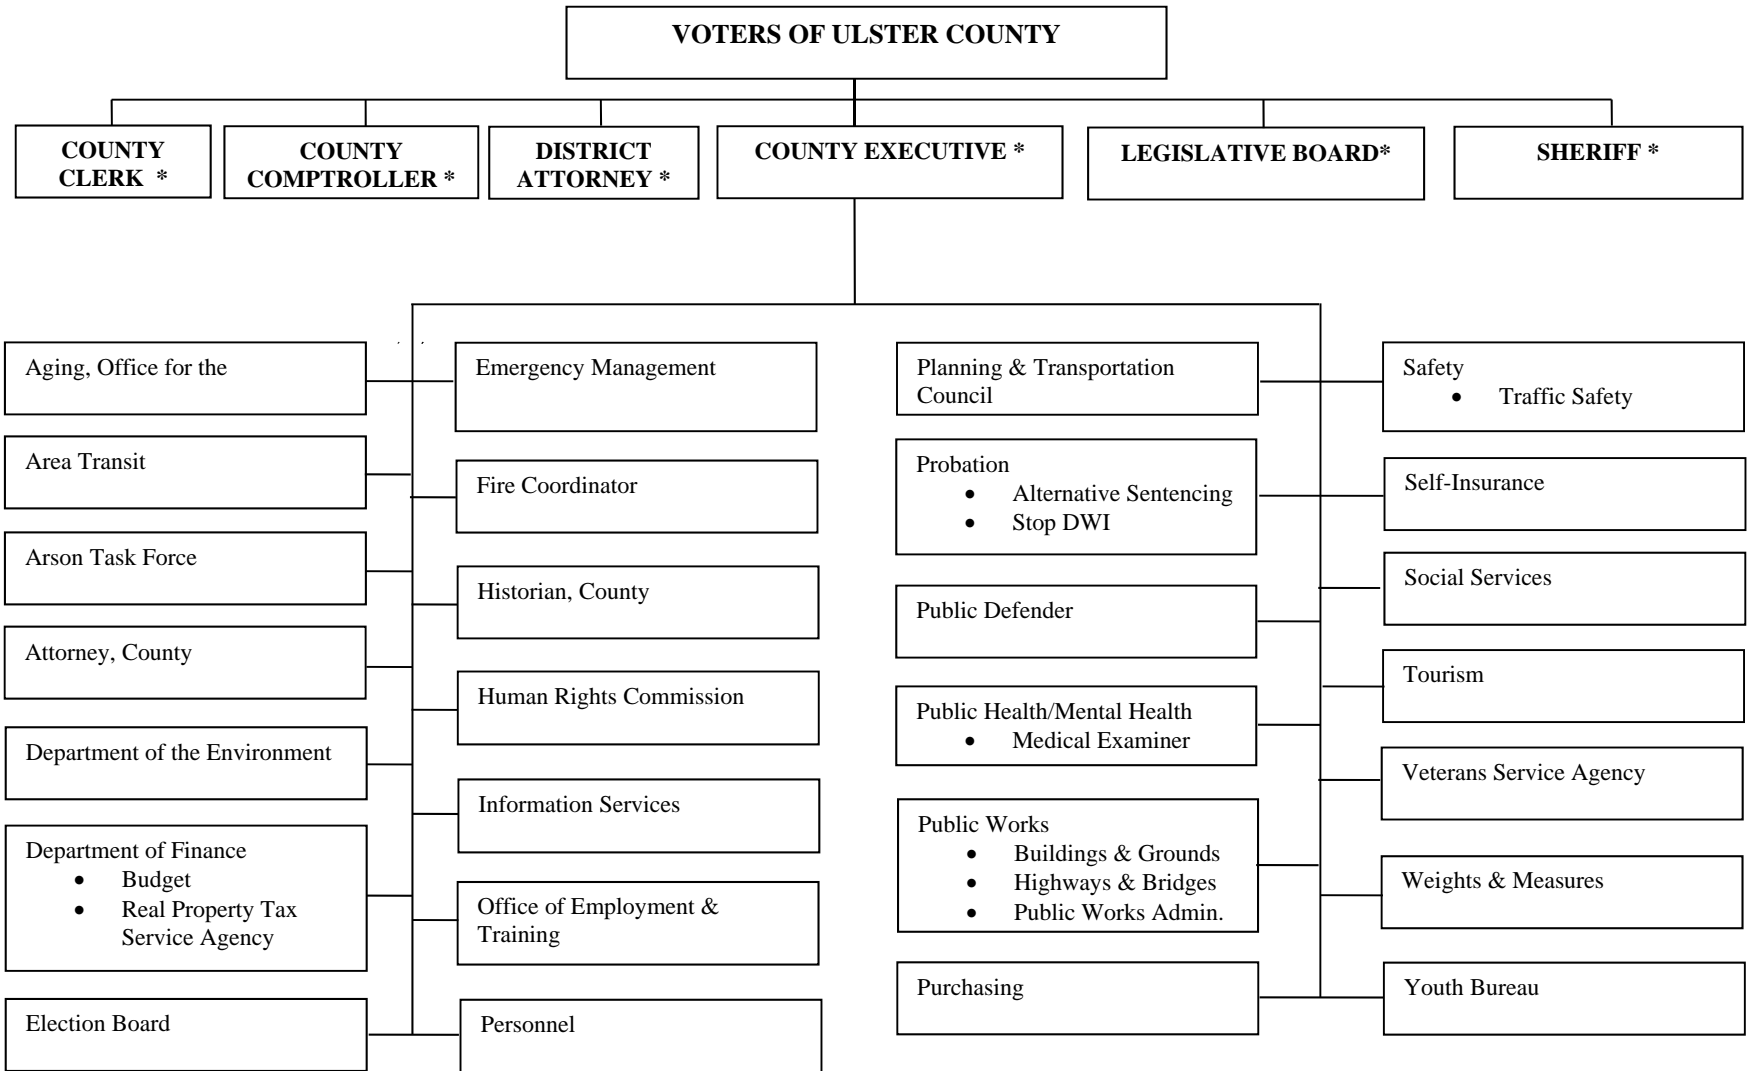 VOTERS OF ULSTER COUNTY
COUNTY
CLERK *
COUNTY
COMPTROLLER *
DISTRICT
ATTORNEY *
COUNTY EXECUTIVE *
LEGISLATIVE BOARD*
SHERIFF *
Aging, Office for the
Area Transit
Arson Task Force
Attorney, County
Department of the Environment
Department of Finance
• Budget
• Real Property Tax
Service Agency
Election Board
Emergency Management
Fire Coordinator
Historian, County
Human Rights Commission
Information Services
Office of Employment &
Training
Personnel
Planning & Transportation
Council
Probation
• Alternative Sentencing
• Stop DWI
Public Defender
Public Health/Mental Health
• Medical Examiner
Public Works
• Buildings & Grounds
• Highways & Bridges
• Public Works Admin.
Purchasing
Safety
• Traffic Safety
Self-Insurance
Social Services
Tourism
Veterans Service Agency
Weights & Measures
Youth Bureau